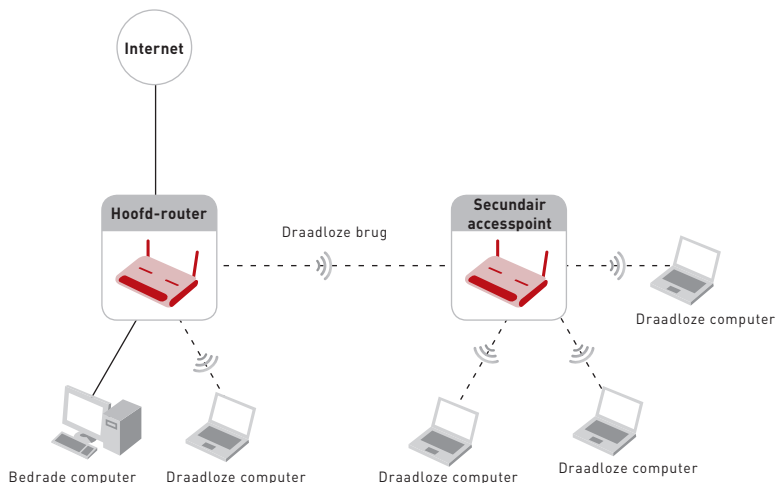 Internet
Hoofd-router
Secundair
accesspoint
Draadloze brug
Draadloze computer
Bedrade computer
Draadloze computer
Draadloze computer
Draadloze computer